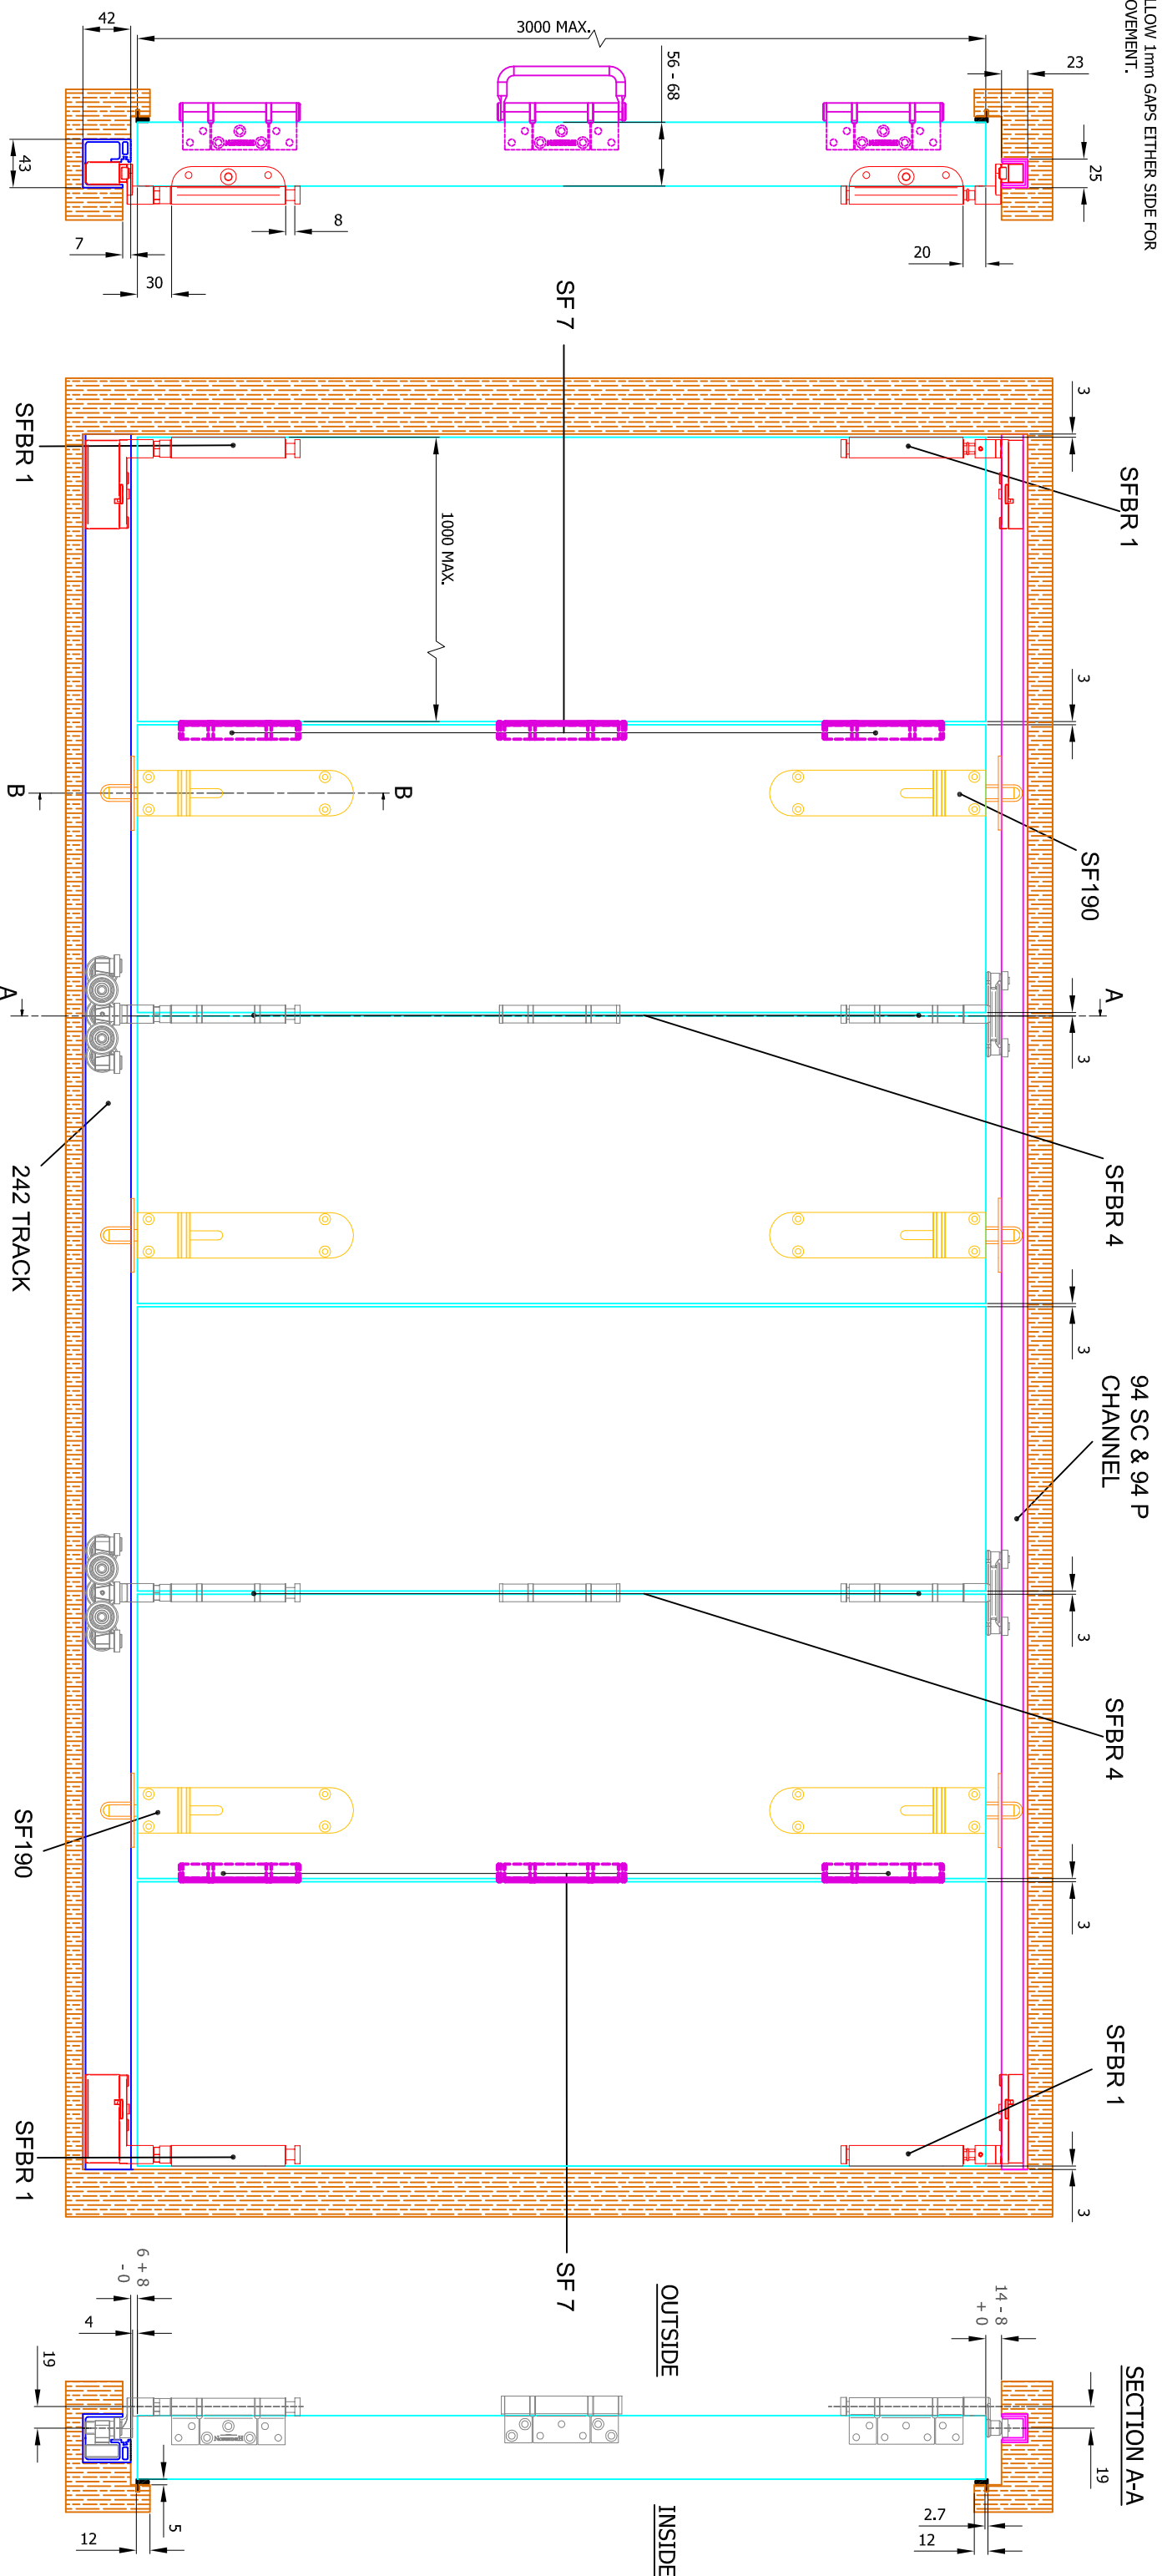 LLOW 1mm GAPS EITHER SIDE FOR
OVEMENT.
42
3000 MAX.
56 - 68
23
25
43
7
30
8
20
SF 7
SFBR 1
SFBR 1
3
1000 MAX.
3
B
B
SF190
A
A
3
242 TRACK
SFBR 4
3
94 SC & 94 P
CHANNEL
3
SFBR 4
SF190
3
SFBR 1
SFBR 1
3
SF 7
OUTSIDE
INSIDE
SECTION A-A
6 + 8
- 0
4
19
14 - 8
+ 0
19
5
12
2.7
12